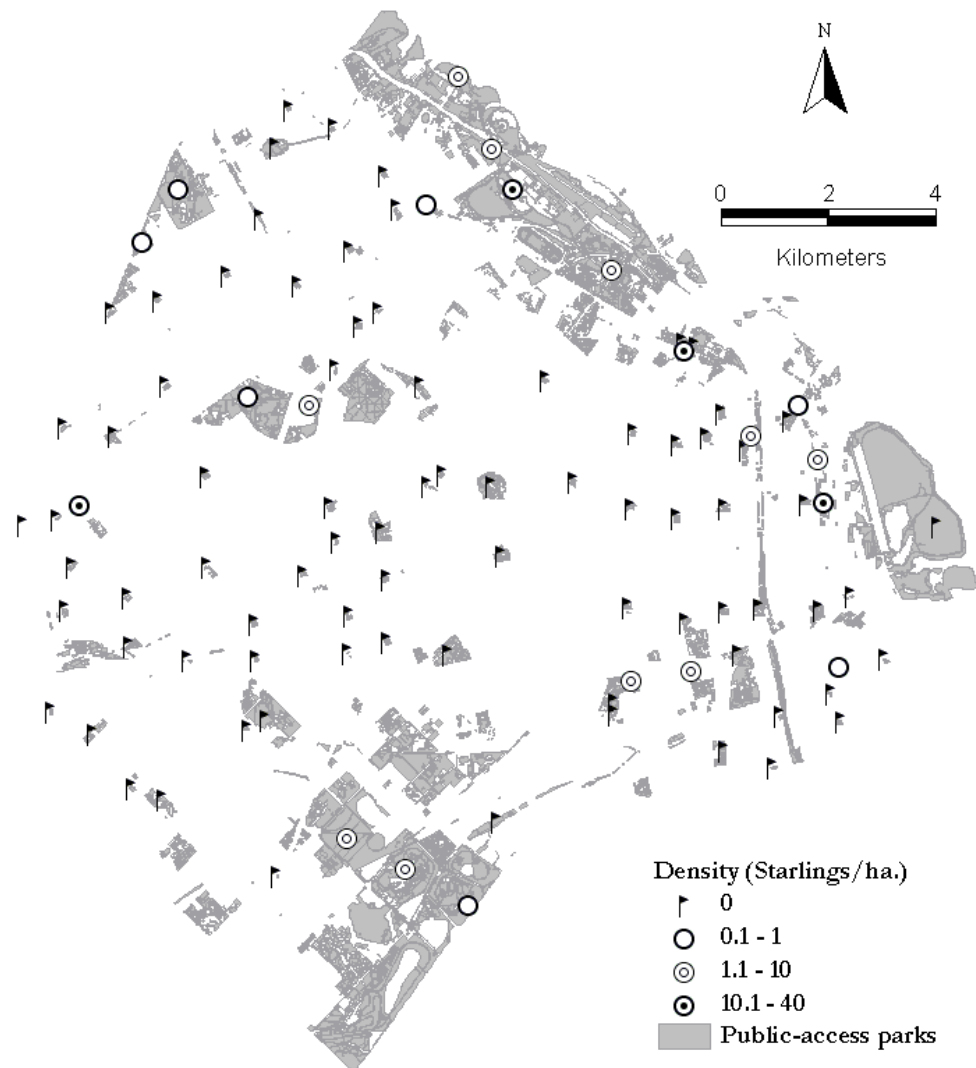 N
0 2 4
Kilometers
Density (Starlings/ha.)
0
0.1 - 1
1.1 - 10
10.1 - 40
Public-access parks